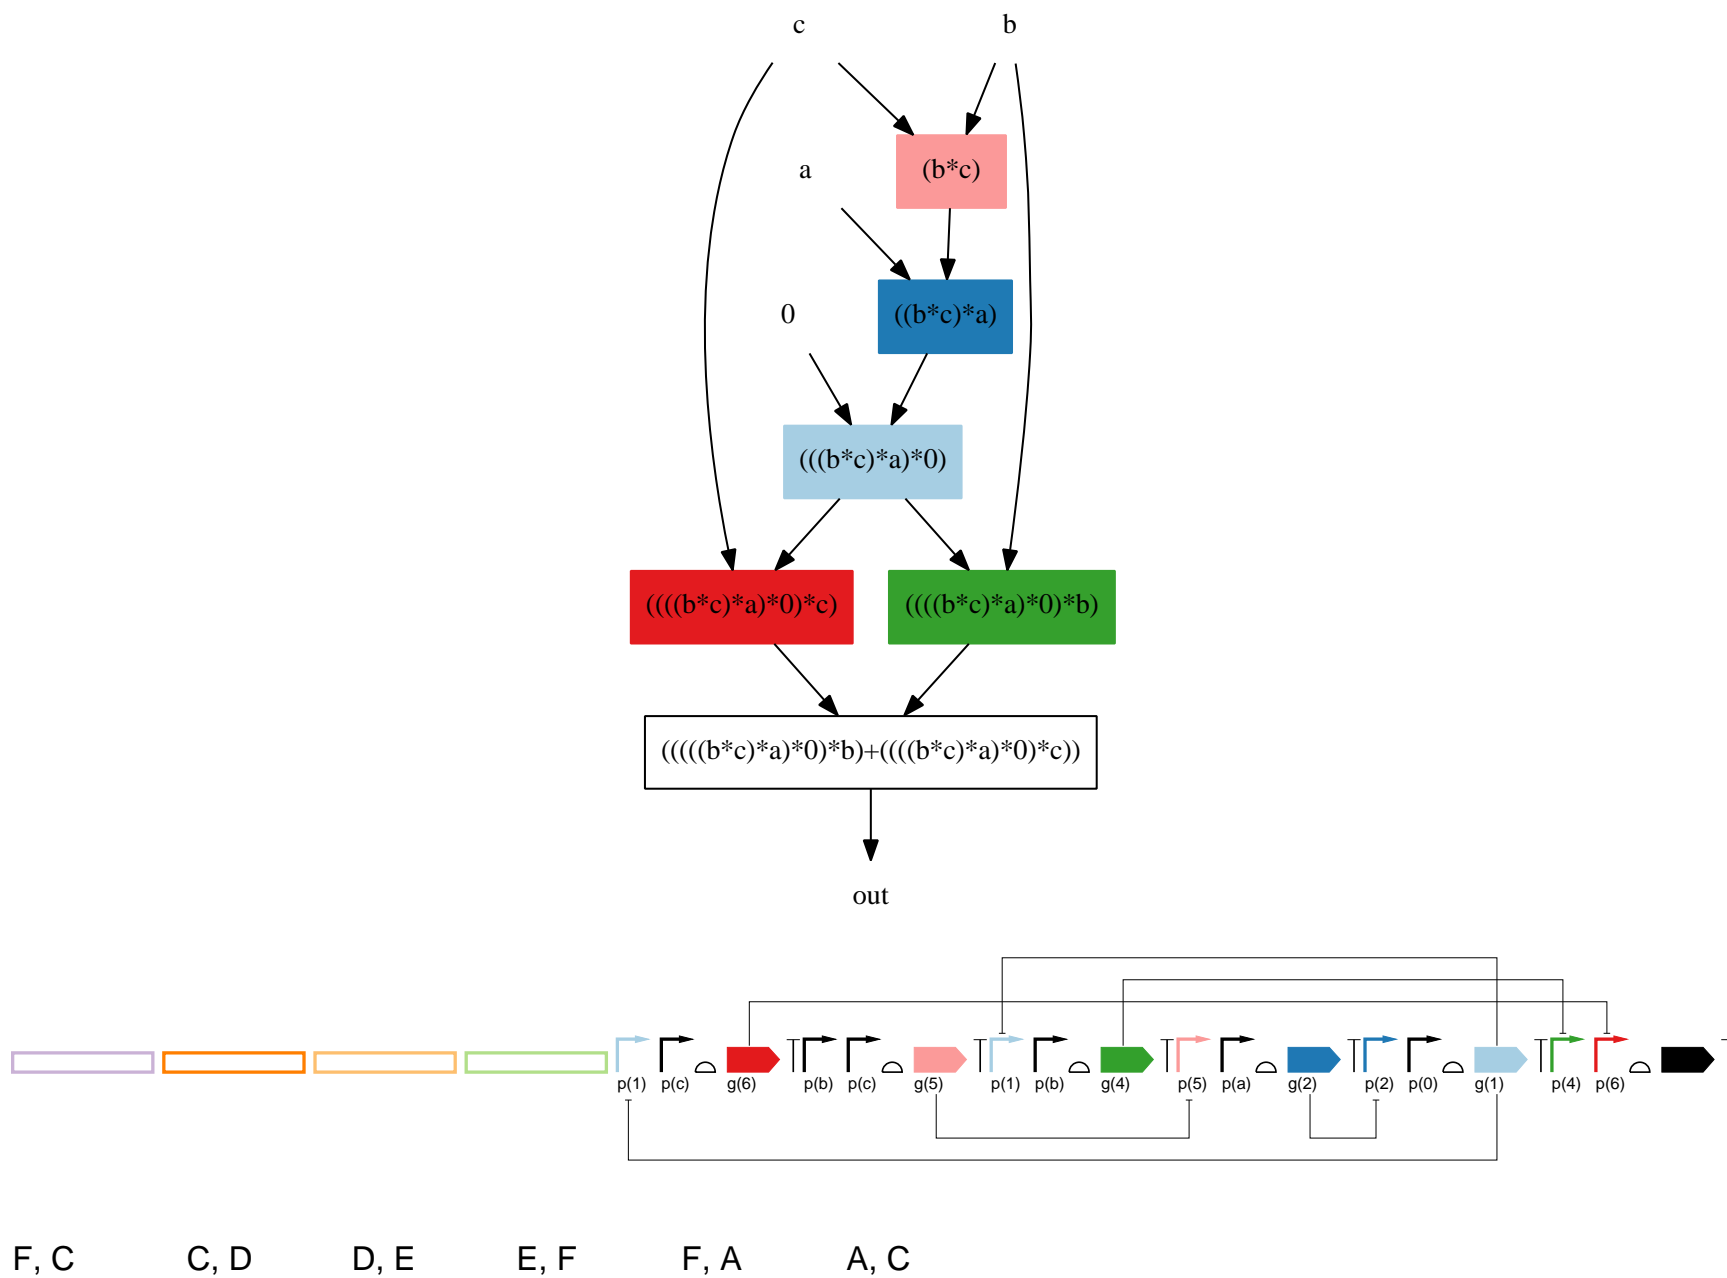 c b
(b*c)
a
((b*c)*a)
0
(((b*c)*a)*0)
((((b*c)*a)*0)*c) ((((b*c)*a)*0)*b)
(((((b*c)*a)*0)*b)+((((b*c)*a)*0)*c))
out
p(1) p(c) g(6) p(b) p(c) g(5) p(1) p(b) g(4) p(5) p(a) g(2) p(2) p(0) g(1) p(4) p(6)
F, C C, D D, E E, F F, A A, C